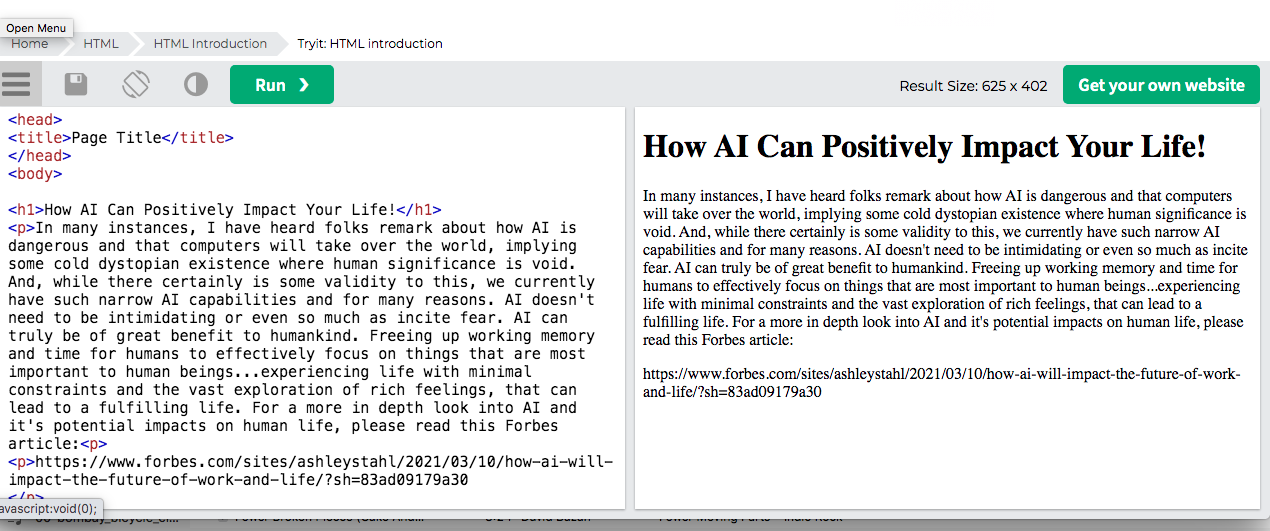 Open Menu
Home HTML HTML Introduction Tryit: HTML introduction
Run ❯ Result Size: 625 x 402 Get your own website
<head>
<title>Page Title</title>
</head>
<body>
<h1>How AI Can Positively Impact Your Life!</h1>
<p>In many instances, I have heard folks remark about how AI is
dangerous and that computers will take over the world, implying
some cold dystopian existence where human significance is void.
And, while there certainly is some validity to this, we currently
have such narrow AI capabilities and for many reasons. AI doesn't
need to be intimidating or even so much as incite fear. AI can
truly be of great benefit to humankind. Freeing up working memory
and time for humans to effectively focus on things that are most
important to human beings...experiencing life with minimal
constraints and the vast exploration of rich feelings, that can
lead to a fulfilling life. For a more in depth look into AI and
it's potential impacts on human life, please read this Forbes
article:<p>
<p>https://www.forbes.com/sites/ashleystahl/2021/03/10/how-ai-will-
impact-the-future-of-work-and-life/?sh=83ad09179a30
</p>
avascript:void(0);
How AI Can Positively Impact Your Life!
In many instances, I have heard folks remark about how AI is dangerous and that computers
will take over the world, implying some cold dystopian existence where human significance is
void. And, while there certainly is some validity to this, we currently have such narrow AI
capabilities and for many reasons. AI doesn't need to be intimidating or even so much as incite
fear. AI can truly be of great benefit to humankind. Freeing up working memory and time for
humans to effectively focus on things that are most important to human beings...experiencing
life with minimal constraints and the vast exploration of rich feelings, that can lead to a
fulfilling life. For a more in depth look into AI and it's potential impacts on human life, please
read this Forbes article:
https://www.forbes.com/sites/ashleystahl/2021/03/10/how-ai-will-impact-the-future-of-work-
and-life/?sh=83ad09179a30